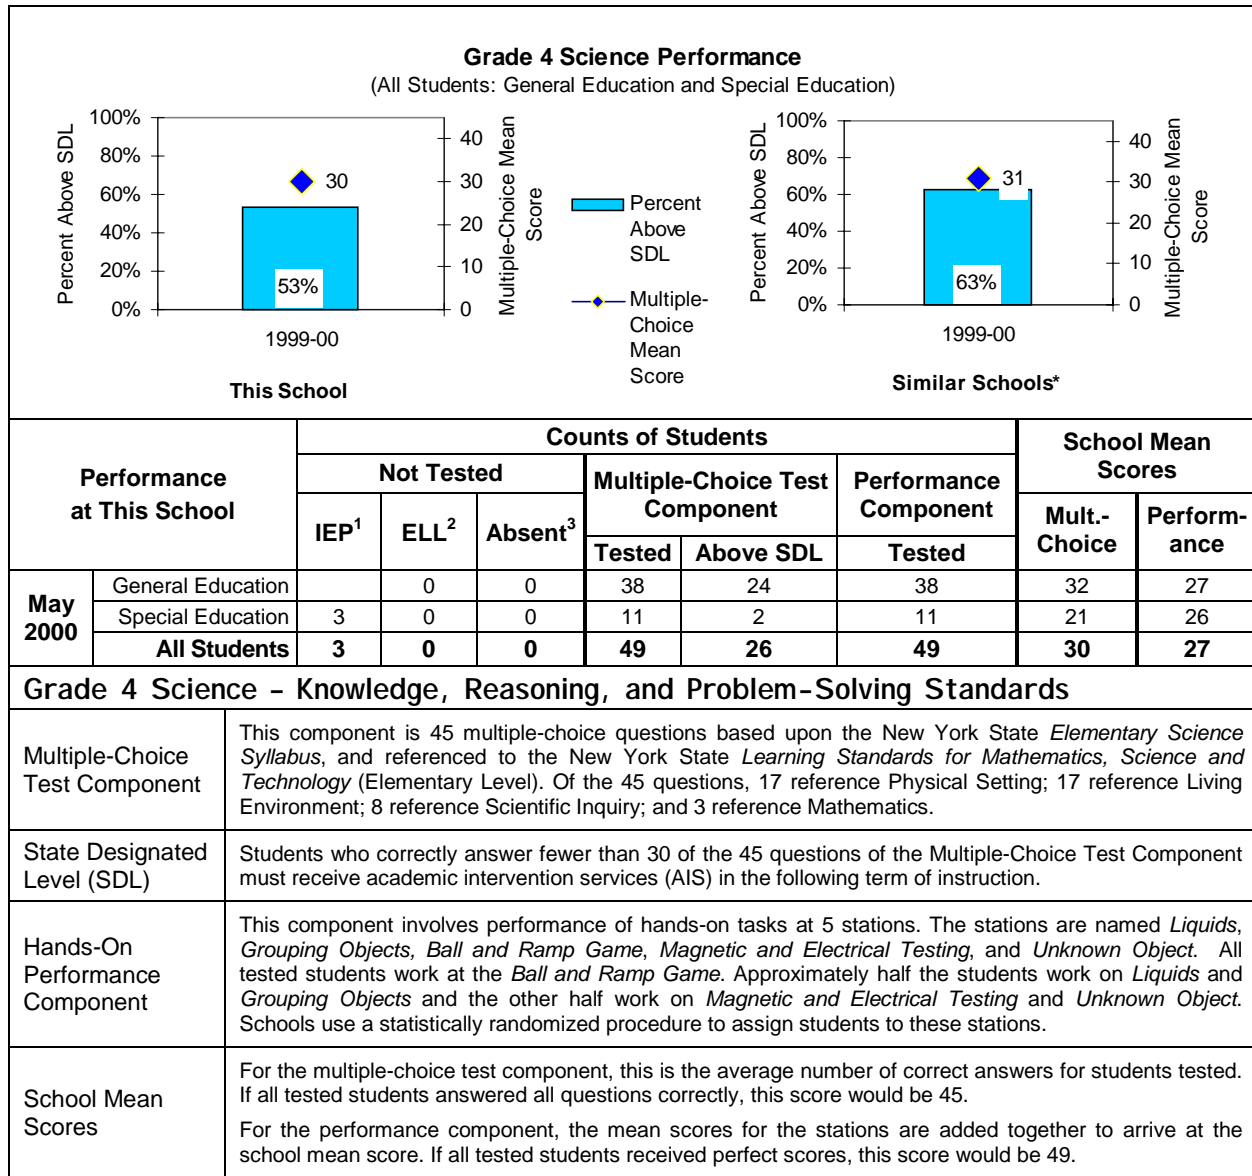 Grade 4 Science Performance
(All Students: General Education and Special Education)
Percent Above SDL
100%
80%
60%
40%
20%
0%
30
53%
40
30
20
10
0
Multiple-Choice Mean
Score
1999-00
This School
Percent
Above
SDL
Multiple-
Choice
Mean
Score
Percent Above SDL
100%
80%
60%
40%
20%
0%
31
63%
40
30
20
10
0
Multiple-Choice Mean
Score
1999-00
Similar Schools*
Performance
at This School
Counts of Students
School Mean
Scores
Not Tested
Multiple-Choice Test
Component
Performance
Component
IEP1 ELL2 Absent3
Mult.-
Choice
Perform-
ance
Tested Above SDL Tested
May
2000
General Education 0 0 38 24 38 32 27
Special Education 3 0 0 11 2 11 21 26
All Students 3 0 0 49 26 49 30 27
Grade 4 Science – Knowledge, Reasoning, and Problem-Solving Standards
Multiple-Choice
Test Component
This component is 45 multiple-choice questions based upon the New York State Elementary Science
Syllabus, and referenced to the New York State Learning Standards for Mathematics, Science and
Technology (Elementary Level). Of the 45 questions, 17 reference Physical Setting; 17 reference Living
Environment; 8 reference Scientific Inquiry; and 3 reference Mathematics.
State Designated
Level (SDL)
Students who correctly answer fewer than 30 of the 45 questions of the Multiple-Choice Test Component
must receive academic intervention services (AIS) in the following term of instruction.
Hands-On
Performance
Component
This component involves performance of hands-on tasks at 5 stations. The stations are named Liquids,
Grouping Objects, Ball and Ramp Game, Magnetic and Electrical Testing, and Unknown Object. All
tested students work at the Ball and Ramp Game. Approximately half the students work on Liquids and
Grouping Objects and the other half work on Magnetic and Electrical Testing and Unknown Object.
Schools use a statistically randomized procedure to assign students to these stations.
School Mean
Scores
For the multiple-choice test component, this is the average number of correct answers for students tested.
If all tested students answered all questions correctly, this score would be 45.
For the performance component, the mean scores for the stations are added together to arrive at the
school mean score. If all tested students received perfect scores, this score would be 49.